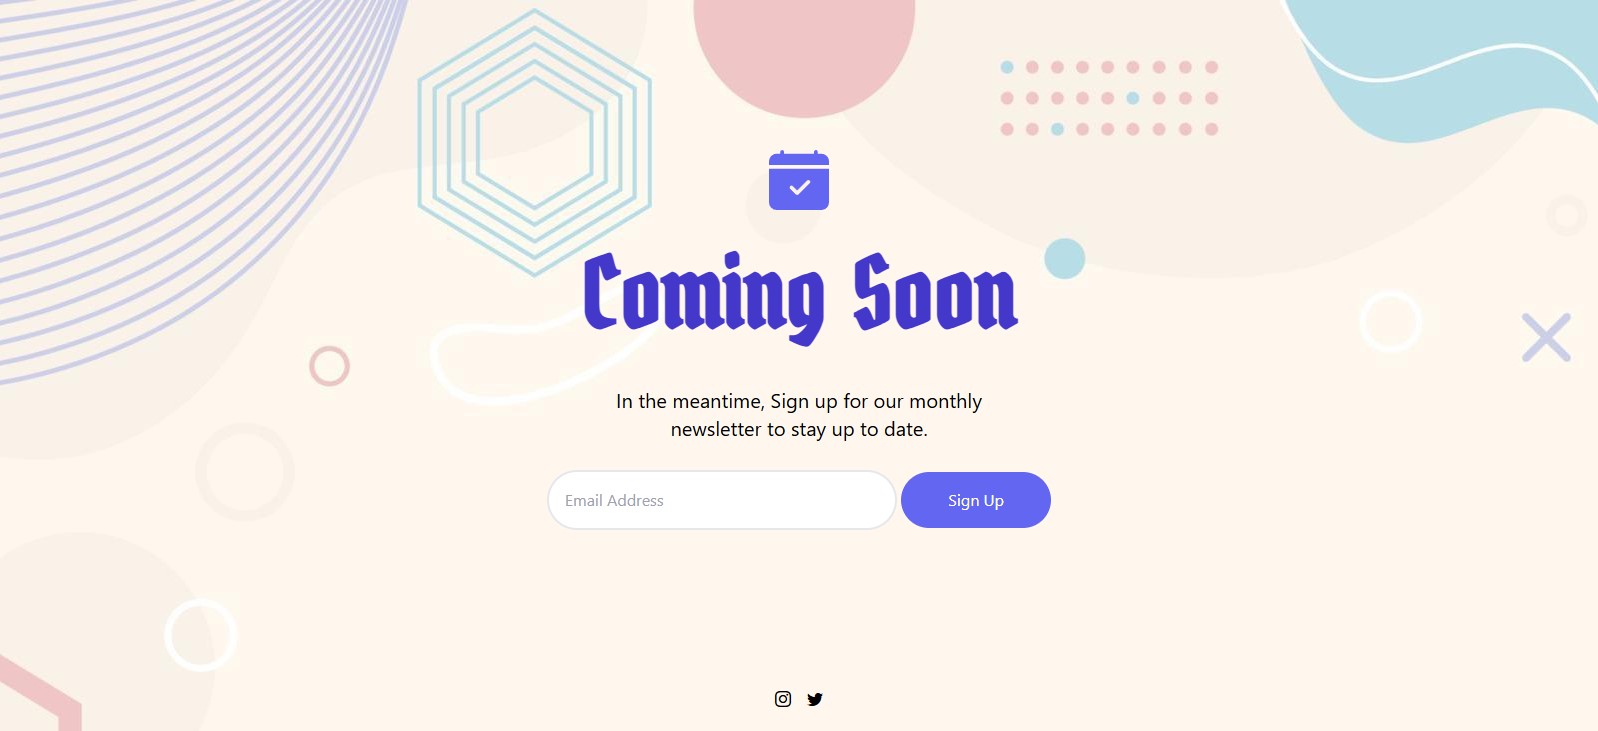 Coming Soon
In the meantime, Sign up for our monthly
newsletter to stay up to date.
Email Address
Sign Up